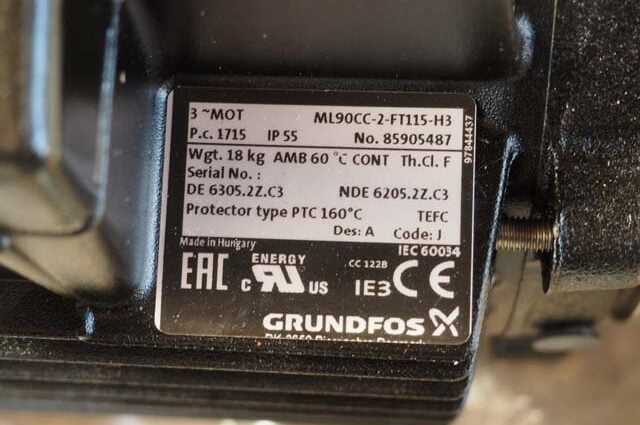 3 ~MOT ML90CC-2-FT115-H3
P.c. 1715 IP 55 No. 85905487
Wgt. 18 kg AMB 60 °C CONT Th.Cl. F
Serial No. :
DE 6305.2Z.C3 NDE 6205.2Z.C3
Protector type PTC 160°C TEFC
Des: A Code: J
Made in Hungary IEC 60034
EAC ENERGY c UR US CC 122B IE3 CE
GRUNDFOS
97844437